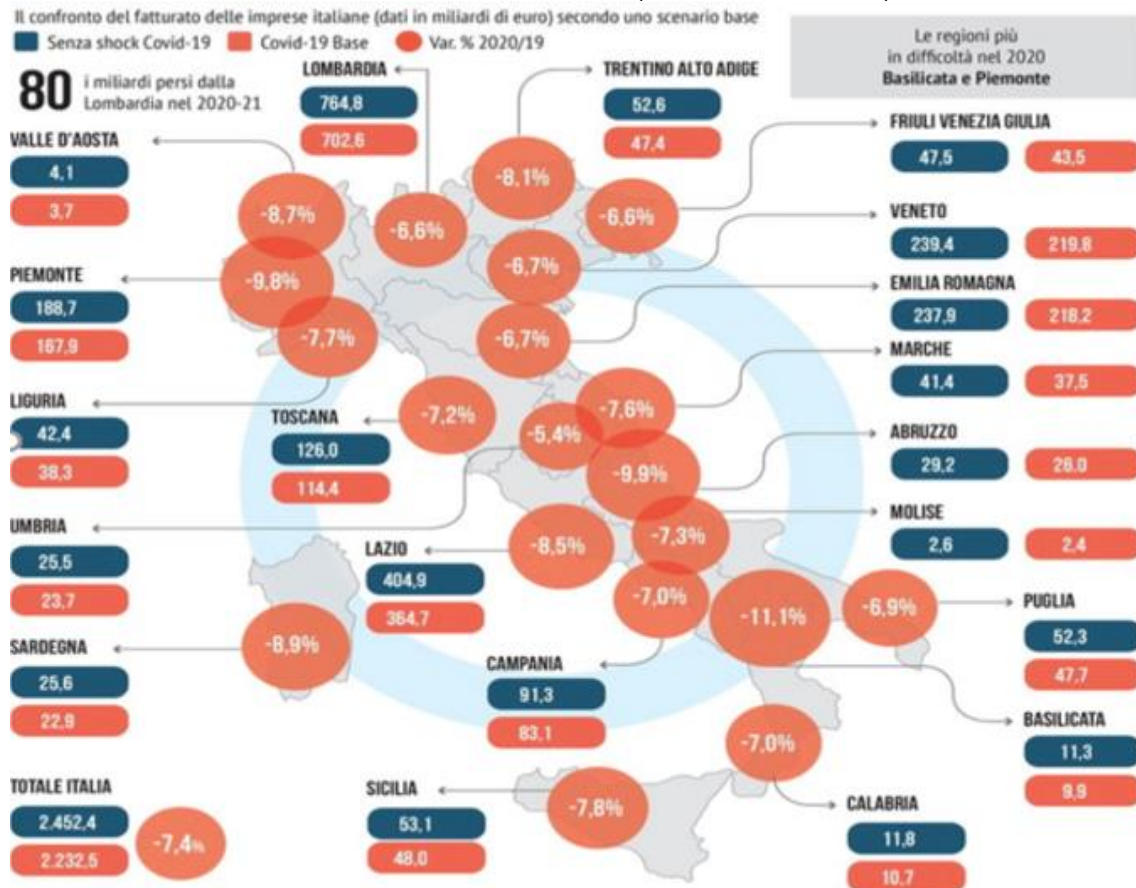 Il confronto del fatturato delle imprese italiane (dati in miliardi di euro) secondo uno scenario base
Senza shock Covid-19 Covid-19 Base Var. % 2020/19
Le regioni più
in difficoltà nel 2020
Basilicata e Piemonte
80 i miliardi persi dalla
Lombardia nel 2020-21
LOMBARDIA
764,8
702,6
-6,6%
TRENTINO ALTO ADIGE
52,6
47,4
-8,1%
VALLE D'AOSTA
4,1
3,7
-8,7%
FRIULI VENEZIA GIULIA
47,5 43,5
-6,6%
VENETO
239,4 219,8
-6,7%
PIEMONTE
188,7
167,9
-9,8%
EMILIA ROMAGNA
237,9 218,2
-6,7%
MARCHE
41,4 37,5
-7,6%
LIGURIA
42,4
38,3
-7,7%
TOSCANA
126,0
114,4
-7,2%
ABRUZZO
29,2 26,0
-9,9%
UMBRIA
25,5
23,7
-5,4%
LAZIO
404,9
364,7
-8,5%
MOLISE
2,6 2,4
-7,3%
SARDEGNA
25,6
22,9
-8,9%
CAMPANIA
91,3
83,1
-7,0%
PUGLIA
52,3
47,7
-6,9%
BASILICATA
11,3
9,9
-11,1%
TOTALE ITALIA
2.452,4
2.232,5
-7,4%
SICILIA
53,1
48,0
-7,8%
CALABRIA
11,8
10,7
-7,0%